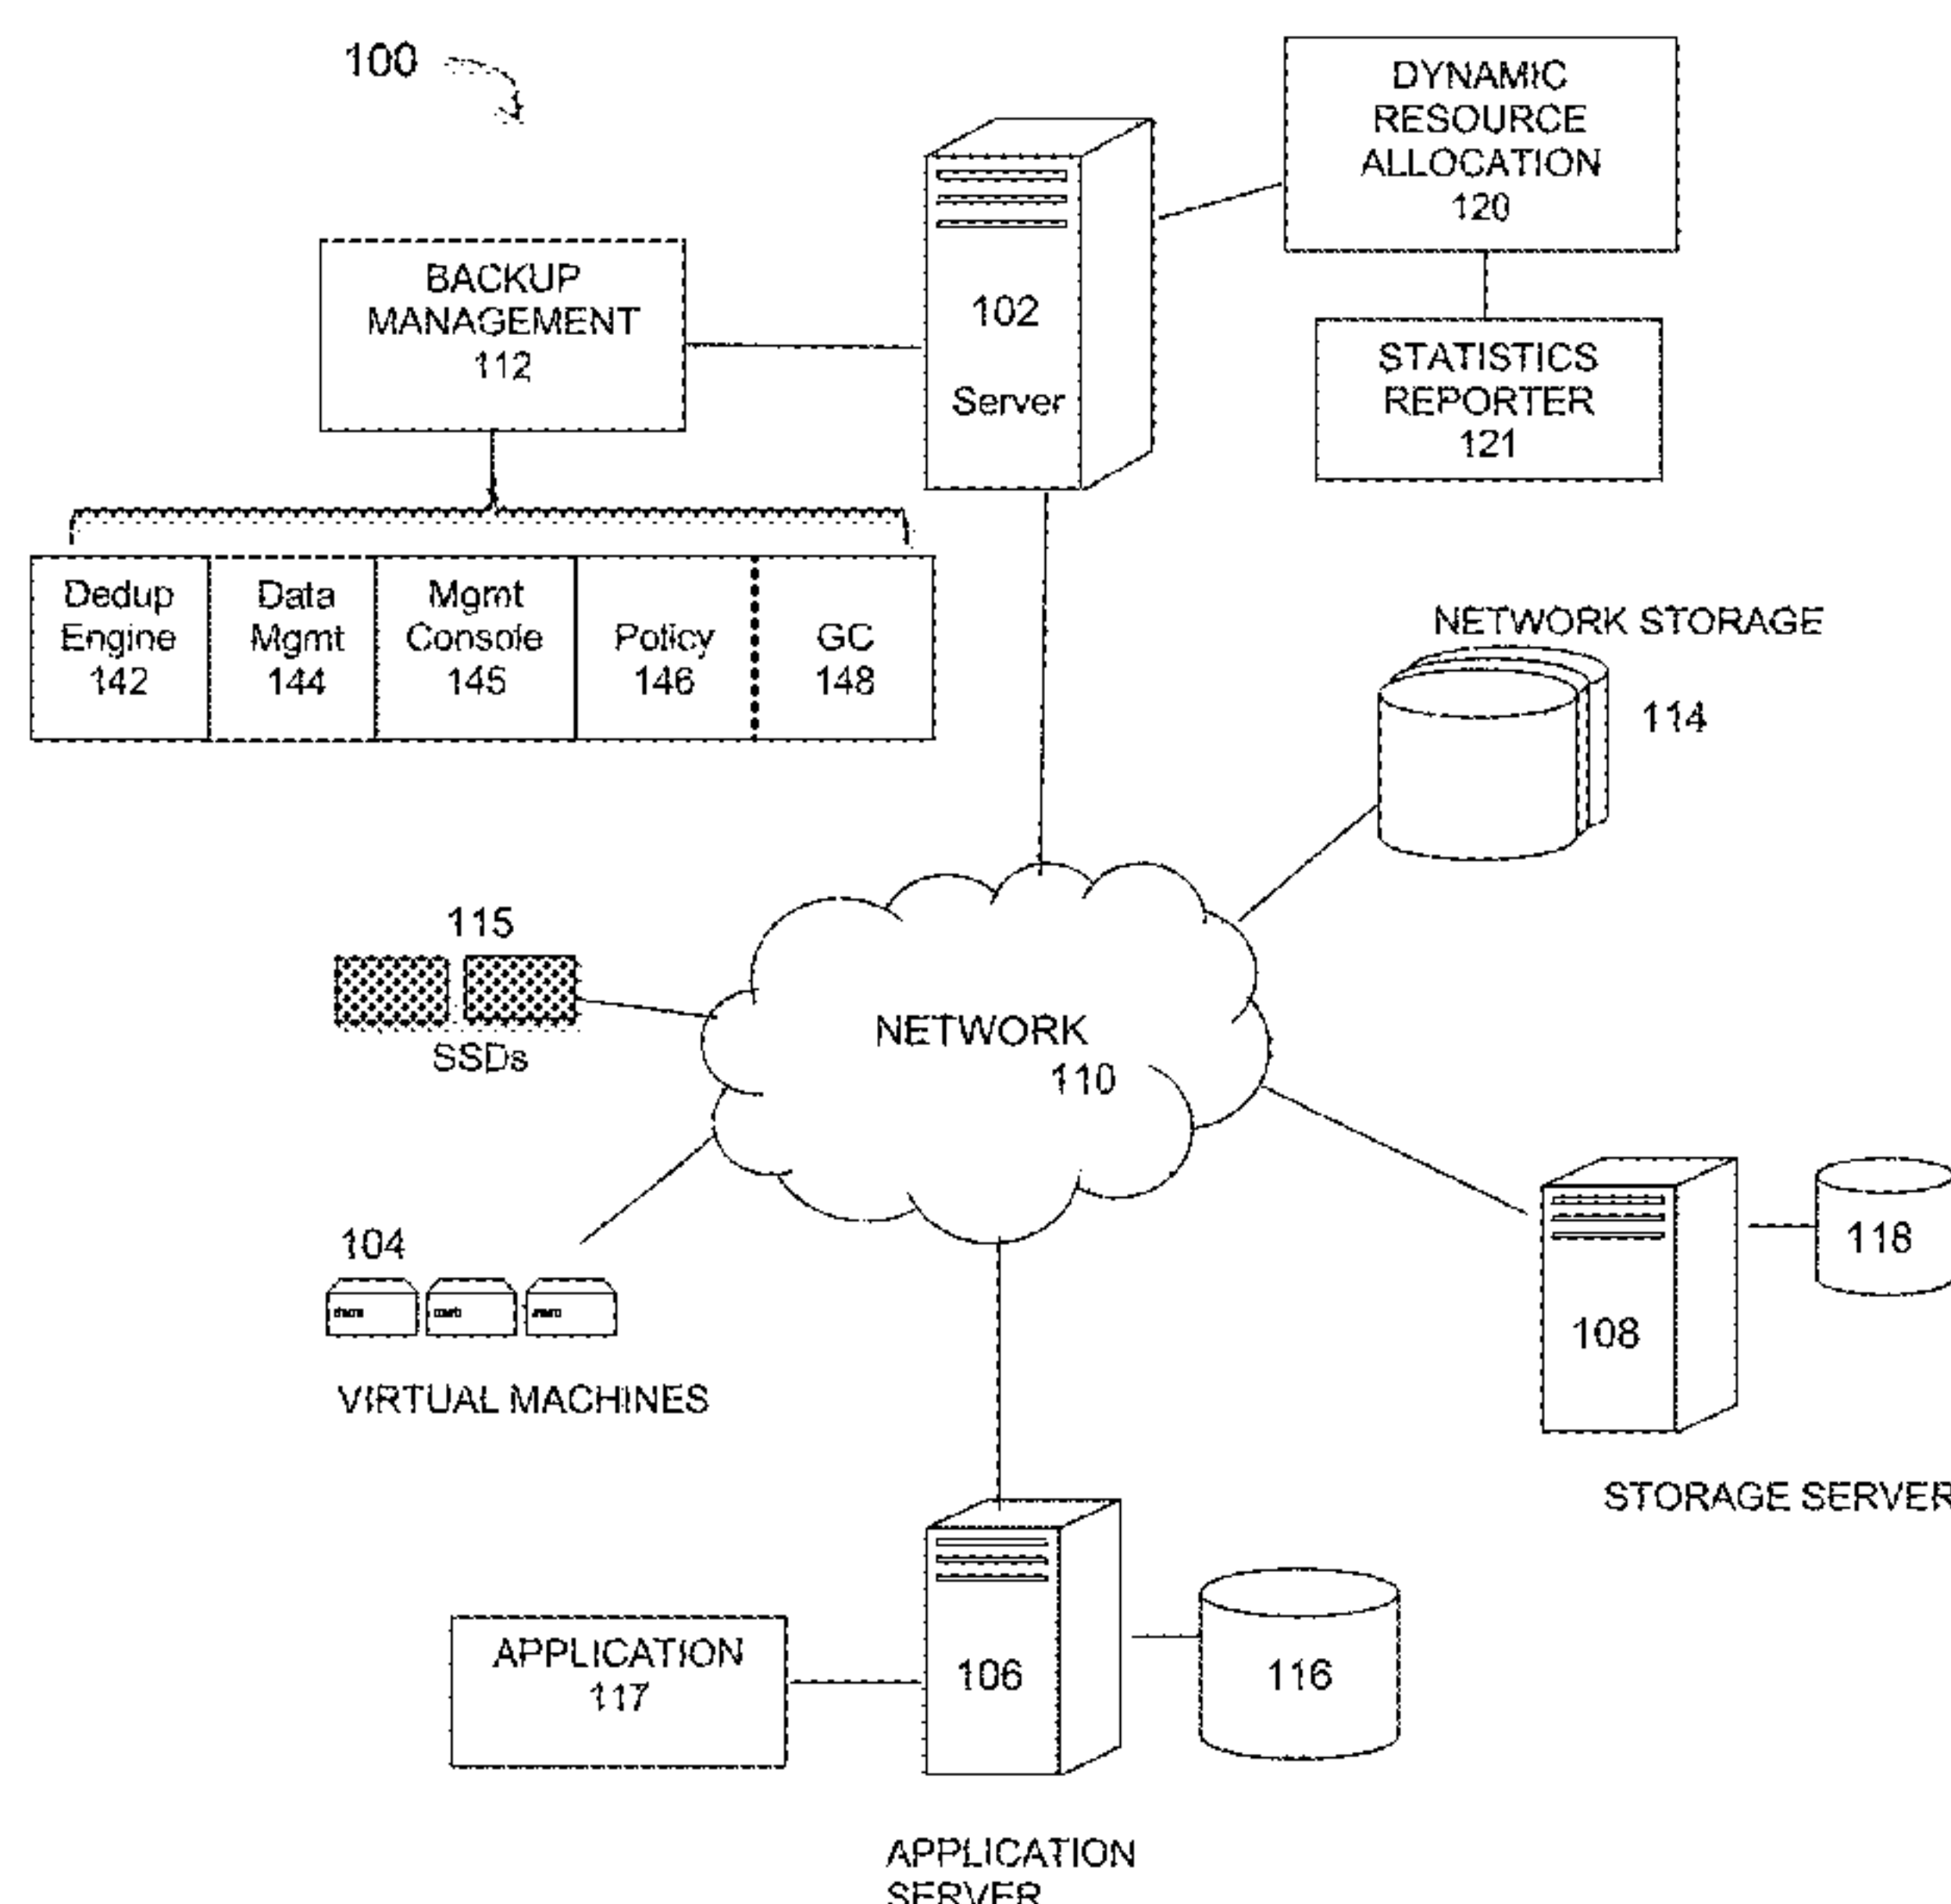 100
DYNAMIC
RESOURCE
ALLOCATION
120
BACKUP
MANAGEMENT
112
102
Server
STATISTICS
REPORTER
121
Dedup
Engine
142
Data
Mgmt
144
Mgmt
Console
145
Policy
146
GC
148
NETWORK STORAGE
114
115
SSDs
NETWORK
110
104
VIRTUAL MACHINES
108
118
STORAGE SERVER
APPLICATION
117
106
116
APPLICATION
SERVER